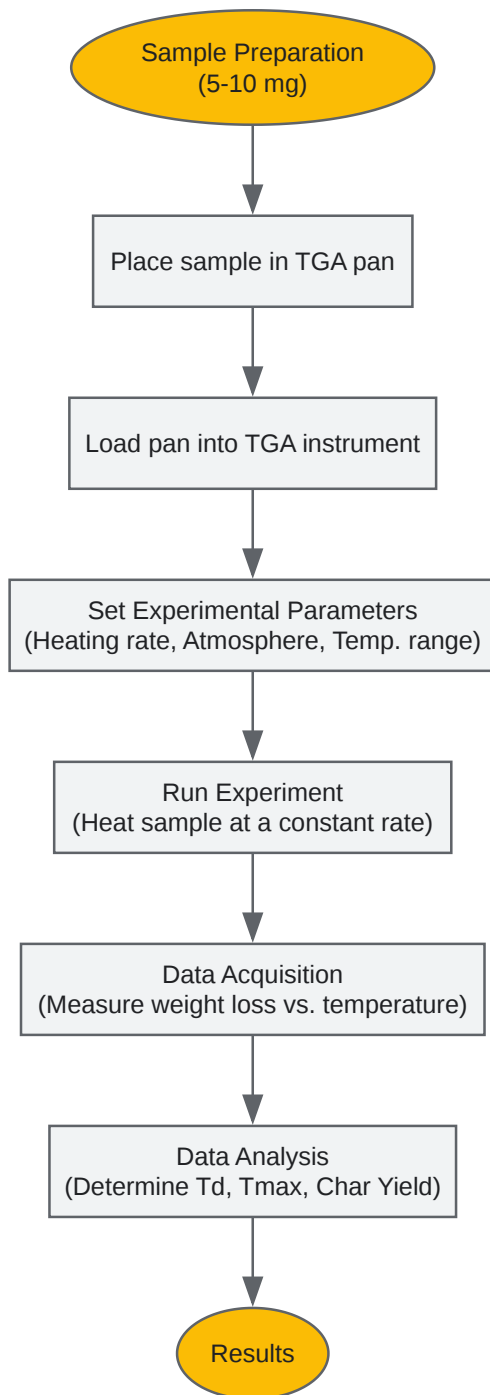 Sample Preparation
(5-10 mg)
Place sample in TGA pan
Load pan into TGA instrument
Set Experimental Parameters
(Heating rate, Atmosphere, Temp. range)
Run Experiment
(Heat sample at a constant rate)
Data Acquisition
(Measure weight loss vs. temperature)
Data Analysis
(Determine Td, Tmax, Char Yield)
Results